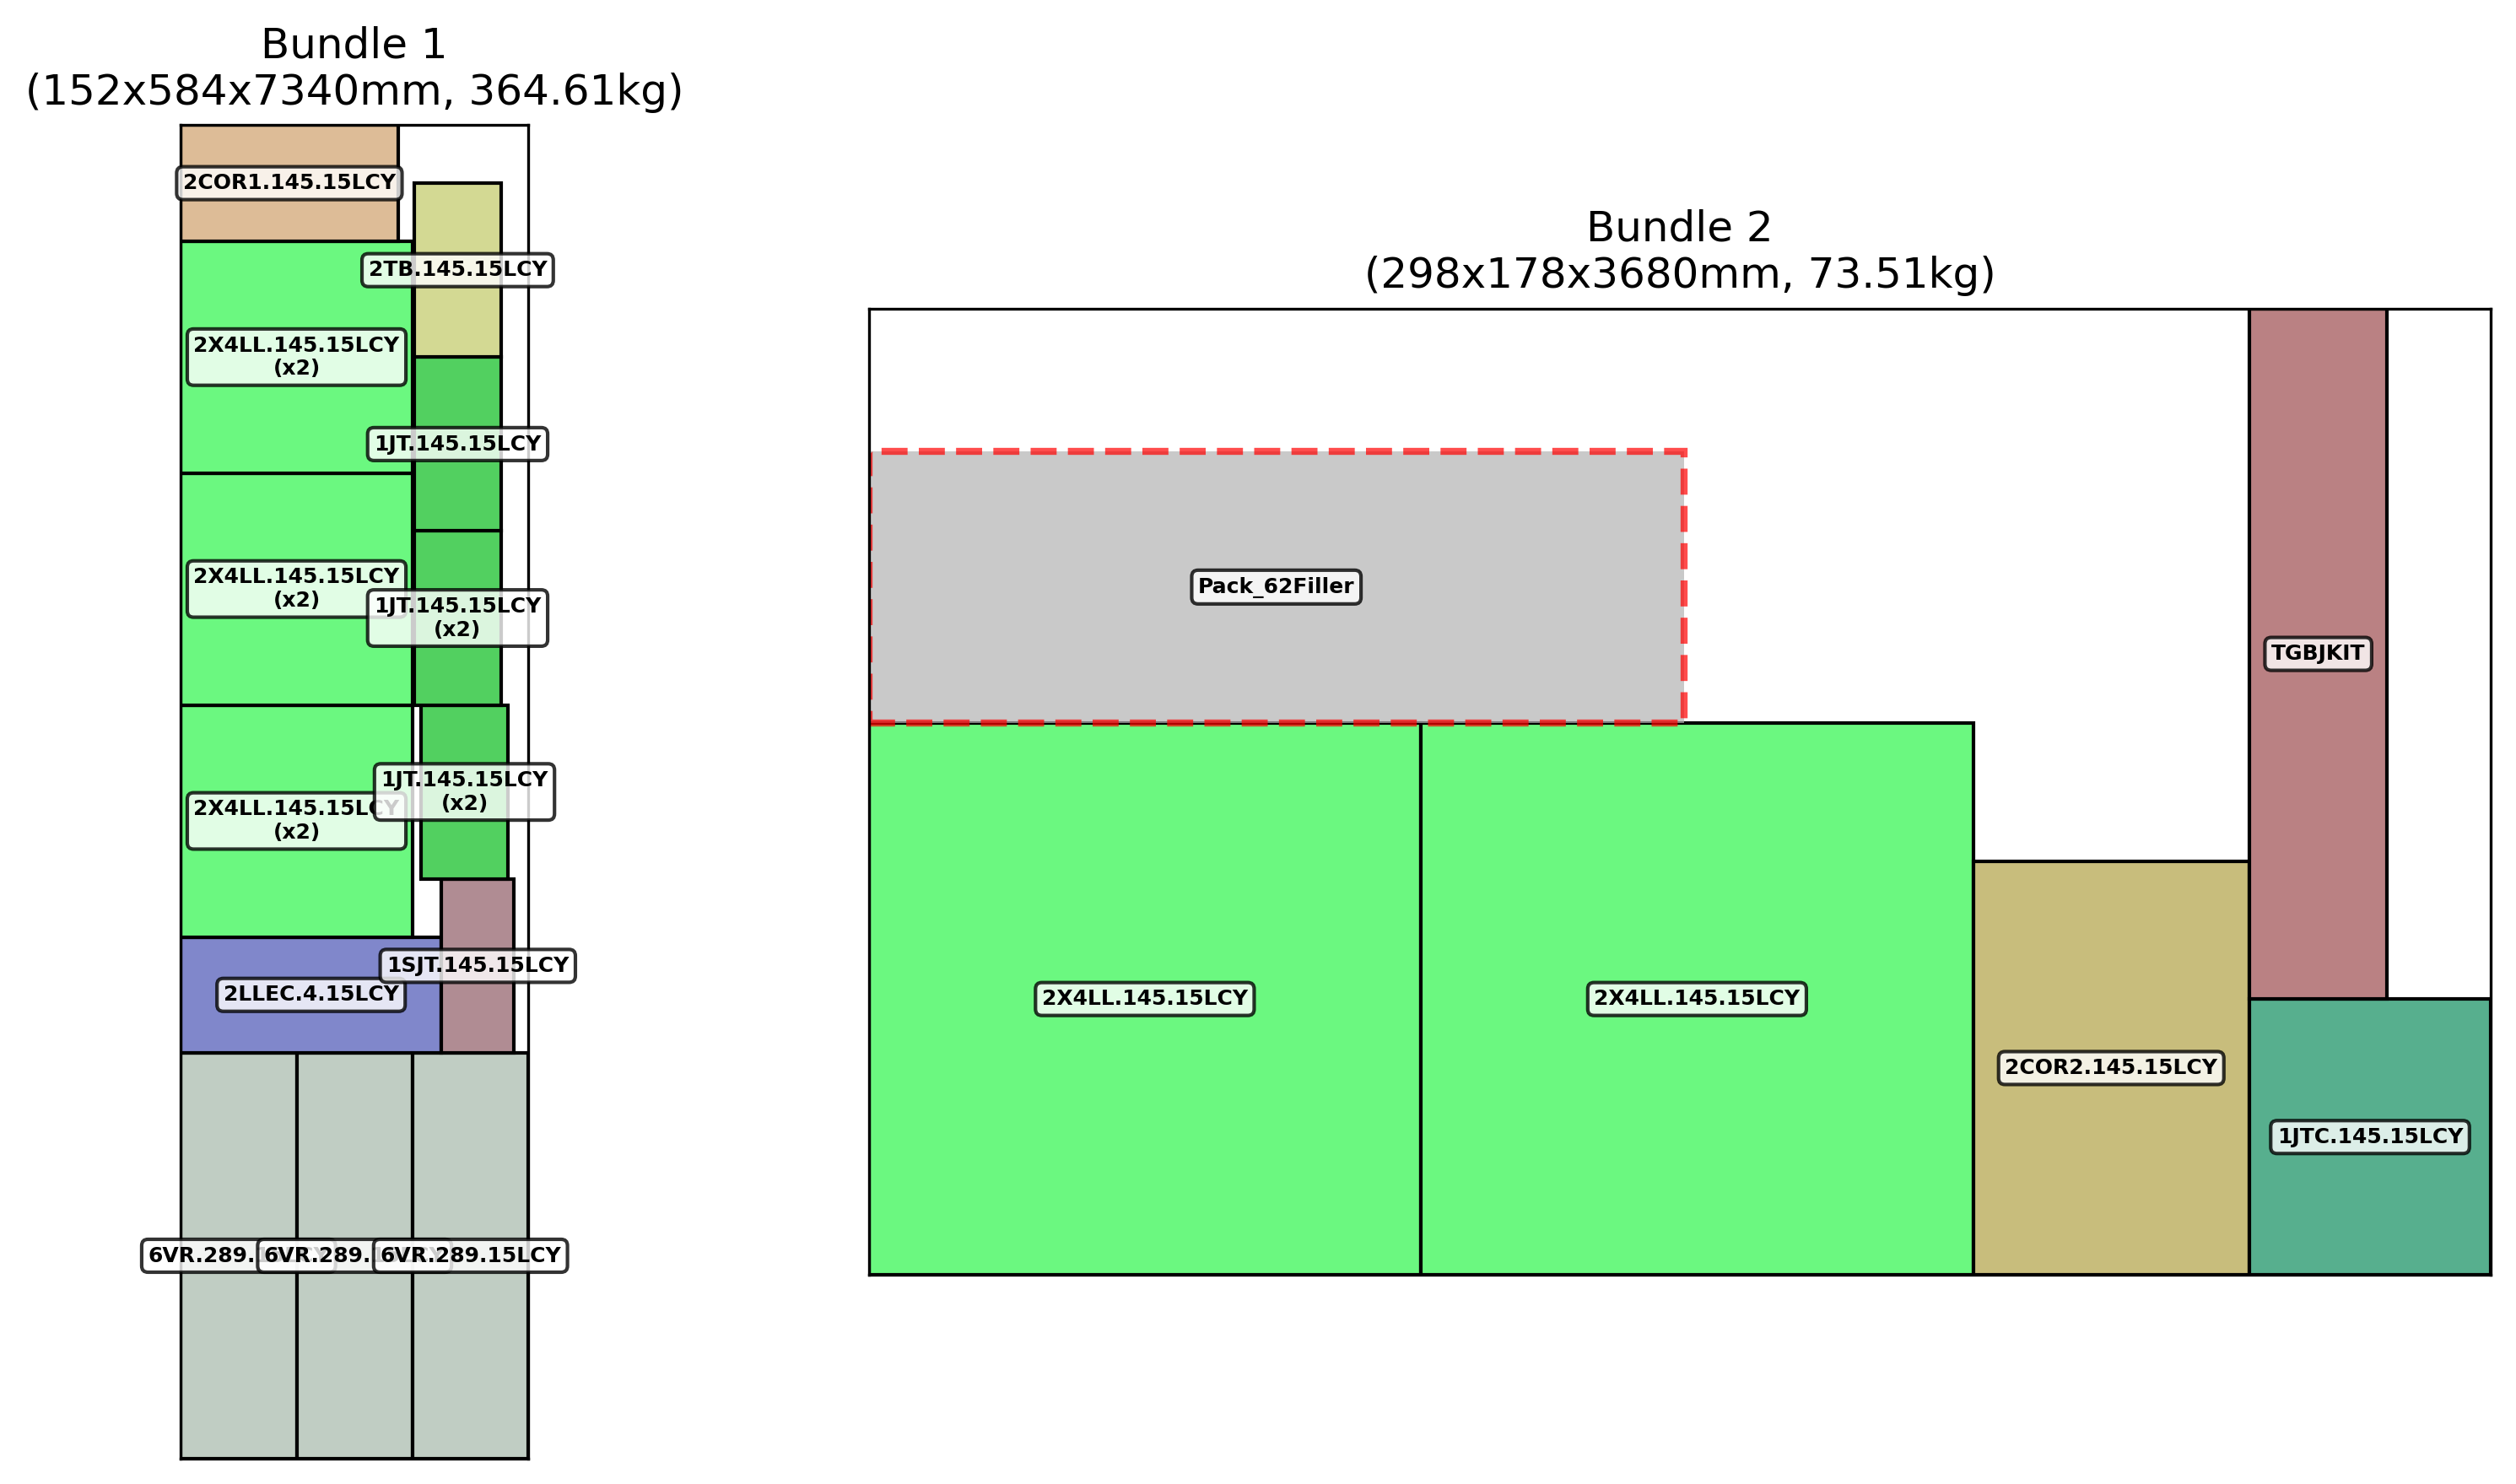 Bundle 1
(152x584x7340mm, 364.61kg)
2COR1.145.15LCY
2TB.145.15LCY
2X4LL.145.15LCY
(x2)
1JT.145.15LCY
2X4LL.145.15LCY
(x2)
1JT.145.15LCY
(x2)
2X4LL.145.15LCY
(x2)
1JT.145.15LCY
(x2)
1SJT.145.15LCY
2LLEC.4.15LCY
6VR.289.
6VR.289.
6VR.289.15LCY
Bundle 2
(298x178x3680mm, 73.51kg)
Pack_62Filler
TGBJKIT
2X4LL.145.15LCY
2X4LL.145.15LCY
2COR2.145.15LCY
1JTC.145.15LCY